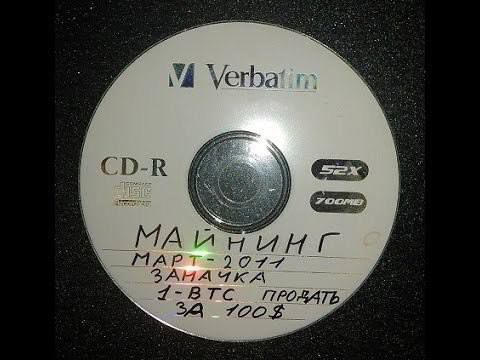 Verbatim
CD-R
52X
700MB
МАЙНИНГ
МАРТ-2011
ЗАНАЧКА
1-BTC ПРОДАТЬ
ЗА 100$